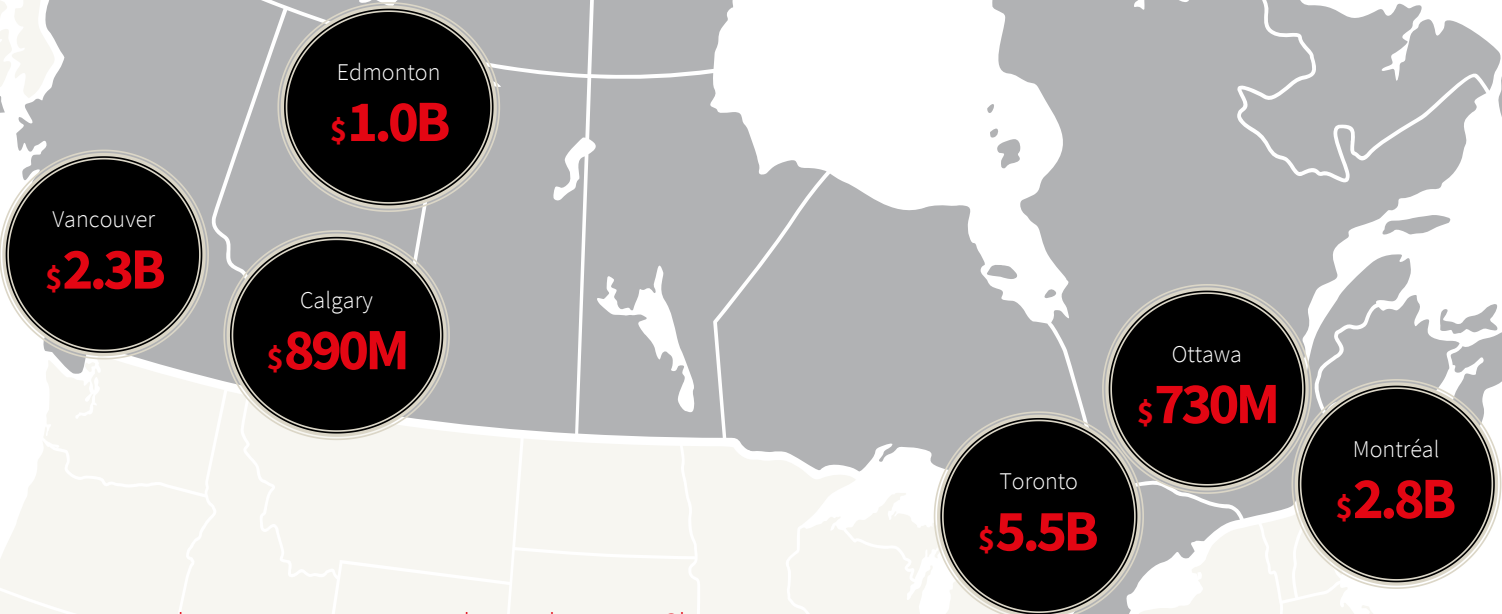 Edmonton
$1.0B
Vancouver
$2.3B
Calgary
$890M
Ottawa
$730M
Montréal
$2.8B
Toronto
$5.5B